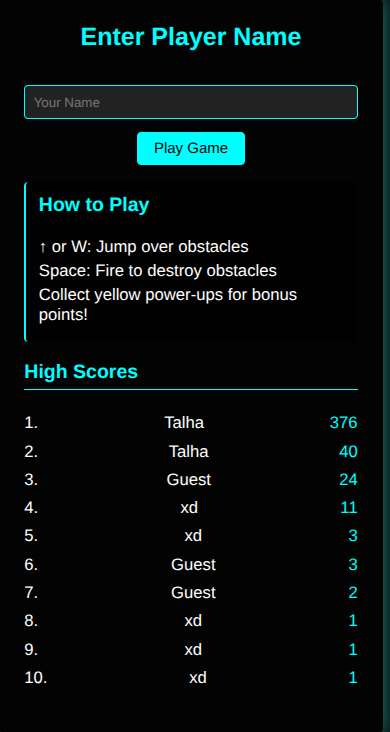 Enter Player Name
Your Name
Play Game
How to Play
↑ or W: Jump over obstacles
Space: Fire to destroy obstacles
Collect yellow power-ups for bonus
points!
High Scores
1. Talha 376
2. Talha 40
3. Guest 24
4. xd 11
5. xd 3
6. Guest 3
7. Guest 2
8. xd 1
9. xd 1
10. xd 1